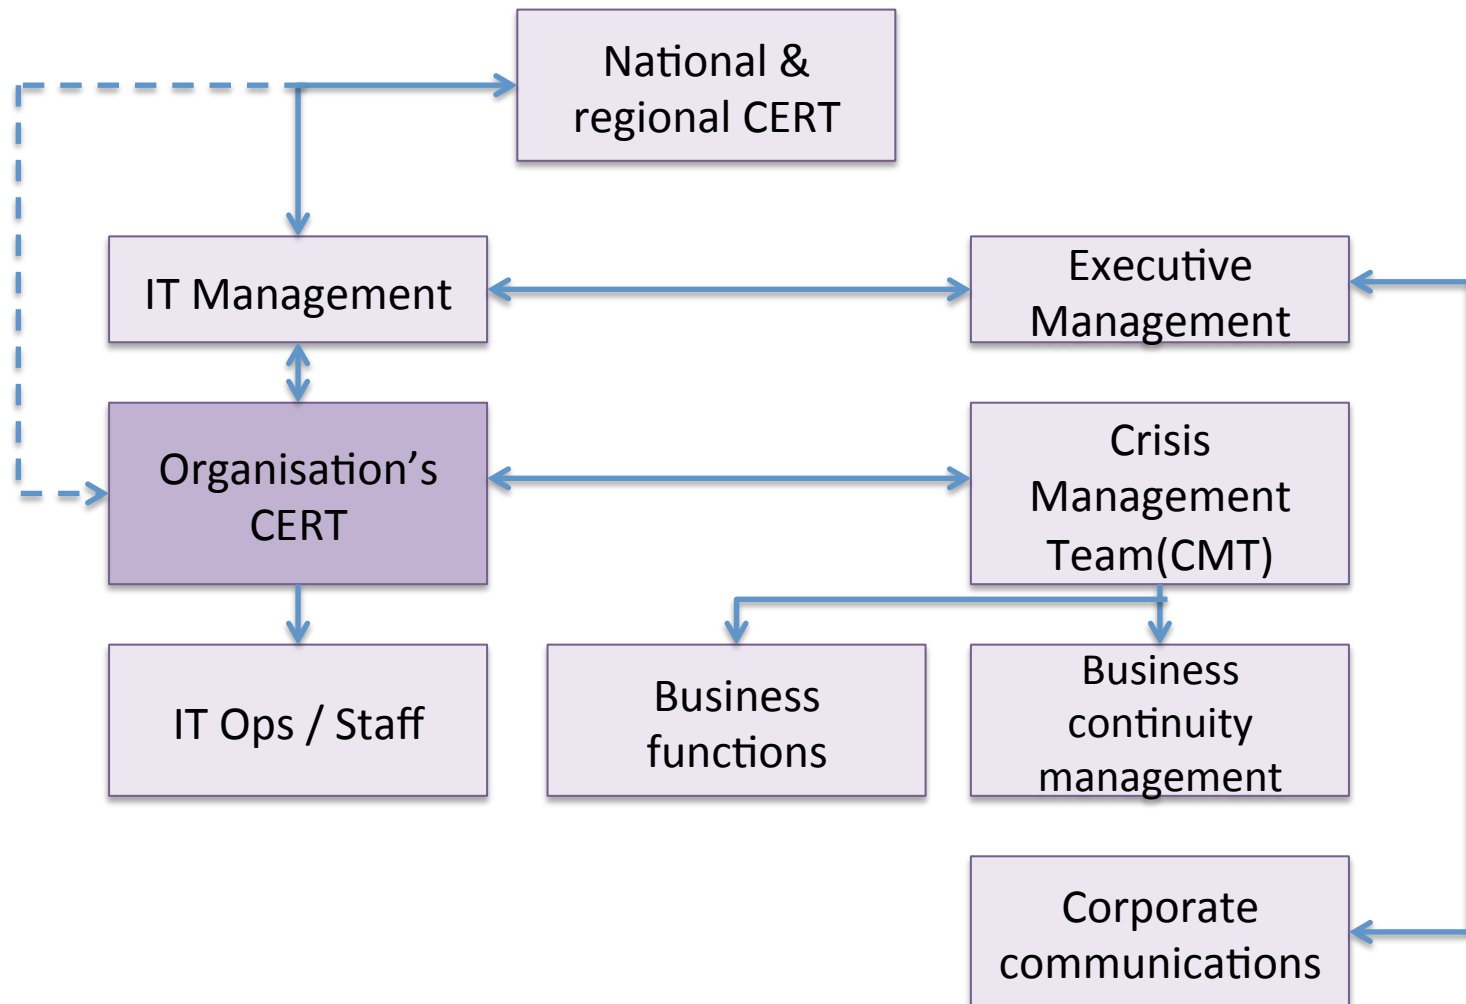 National &
regional CERT
IT Management
Executive
Management
Organisation’s
CERT
Crisis
Management
Team(CMT)
IT Ops / Staff
Business
functions
Business
continuity
management
Corporate
communications